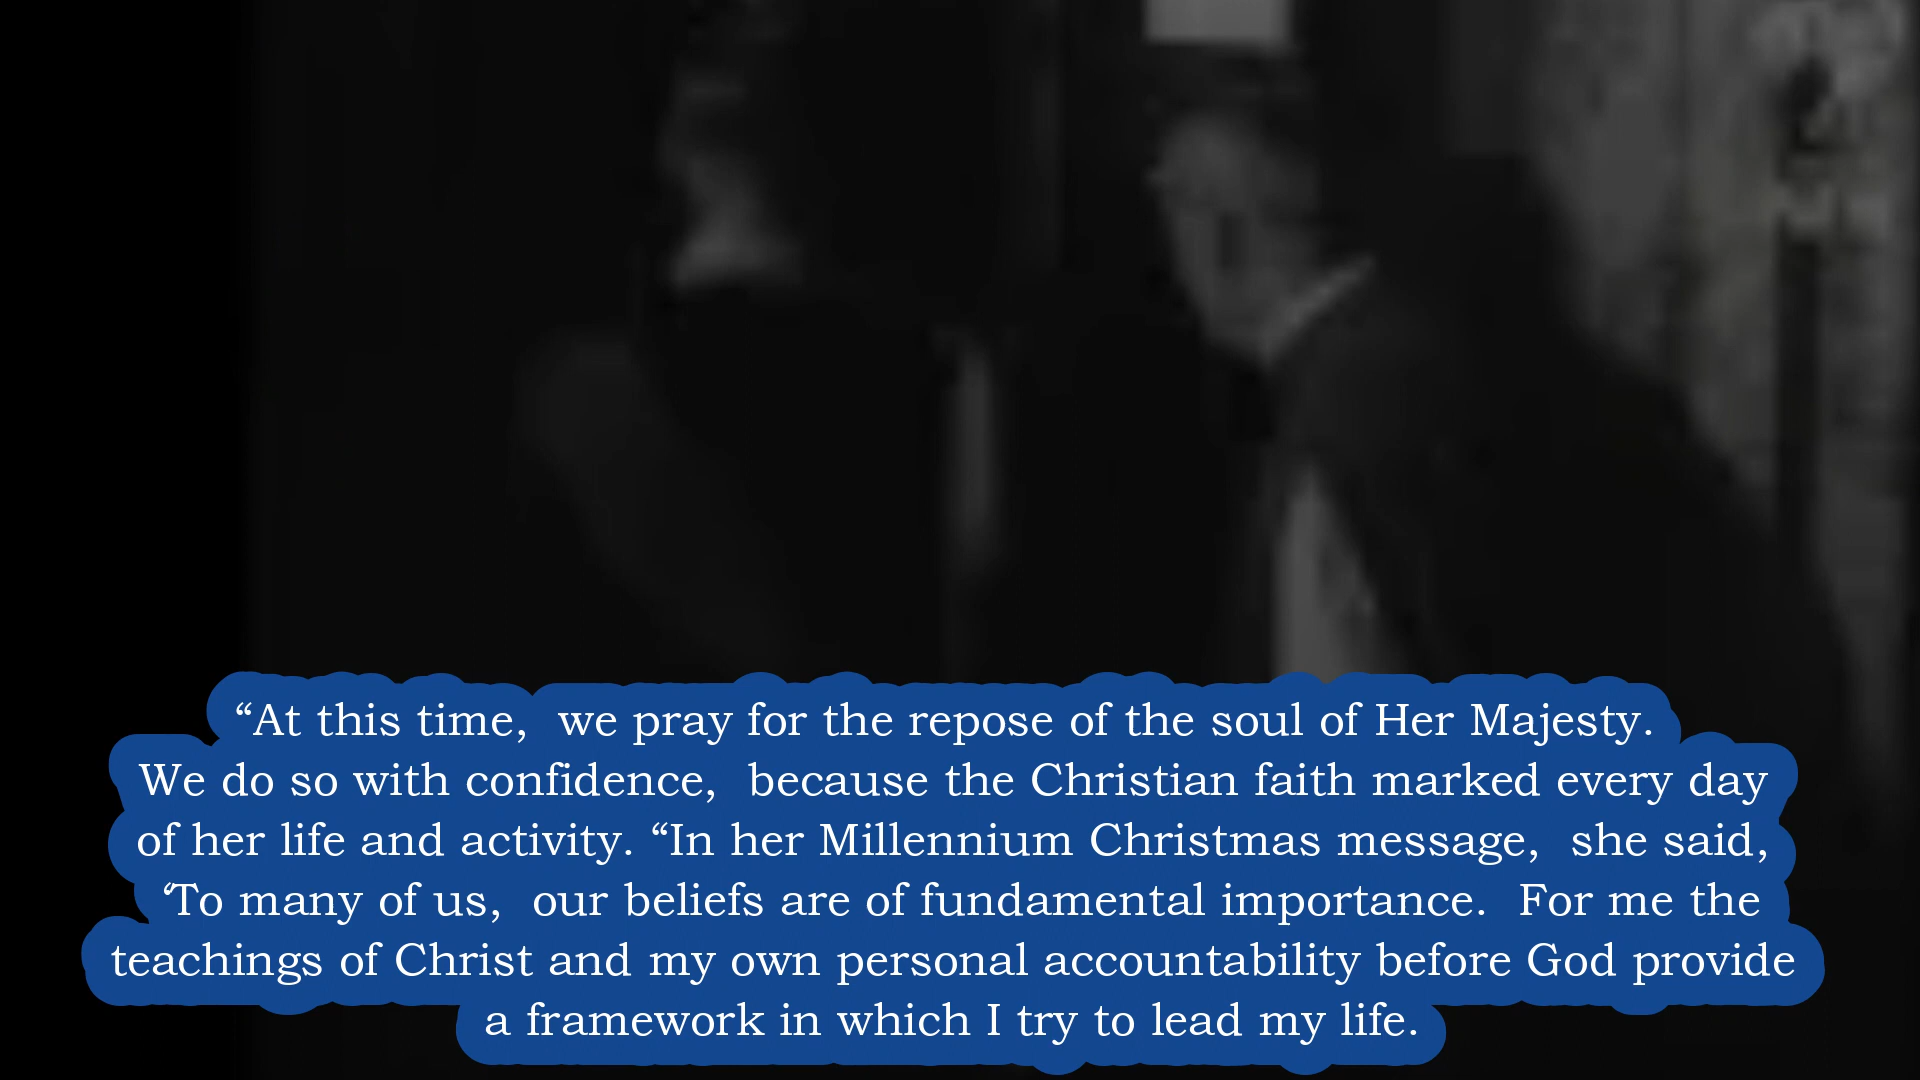 “At this time,  we pray for the repose of the soul of Her Majesty.
We do so with confidence,  because the Christian faith marked every day
of her life and activity. “In her Millennium Christmas message,  she said,
‘To many of us,  our beliefs are of fundamental importance.  For me the
teachings of Christ and my own personal accountability before God provide
a framework in which I try to lead my life.